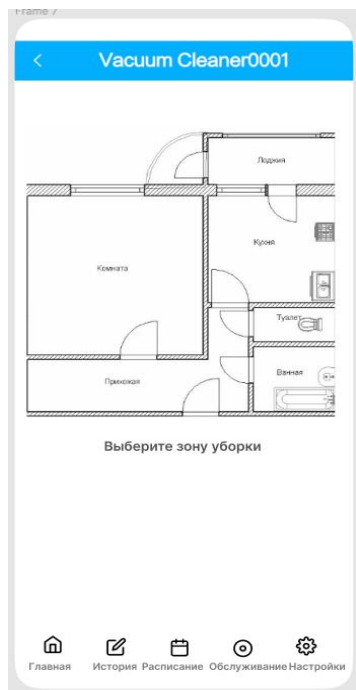 Frame 7
Vacuum Cleaner0001
Лоджия
Комната
Кухня
Туалет
Ванная
Прихожая
Выберите зону уборки
Главная
История
Расписание
Обслуживание
Настройки